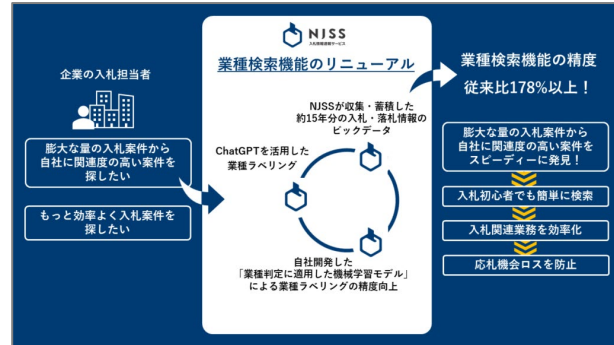 企業の入札担当者
膨大な量の入札案件から
自社に関連度の高い案件を
探したい
もっと効率よく入札案件を
探したい
NJSS
入札情報速報サービス
業種検索機能のリニューアル
NJSSが収集・蓄積した
約15年分の入札・落札情報の
ビックデータ
ChatGPTを活用した
業種ラベリング
自社開発した
「業種判定に適用した機械学習モデル」
による業種ラベリングの精度向上
業種検索機能の精度
従来比178%以上！
膨大な量の入札案件から
自社に関連度の高い案件を
スピーディーに発見！
入札初心者でも簡単に検索
入札関連業務を効率化
応札機会ロスを防止